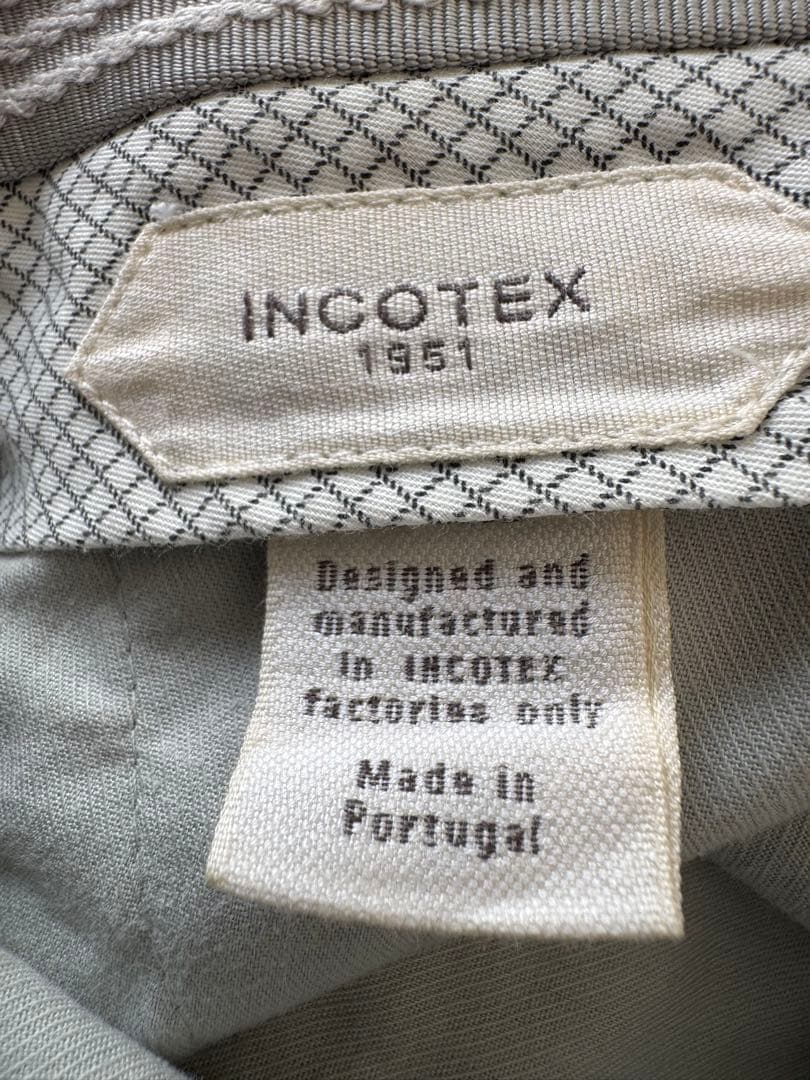 INCOTEX
1951
Designed and
manufactured
in INCOTEX
factories only
Made in
Portugal